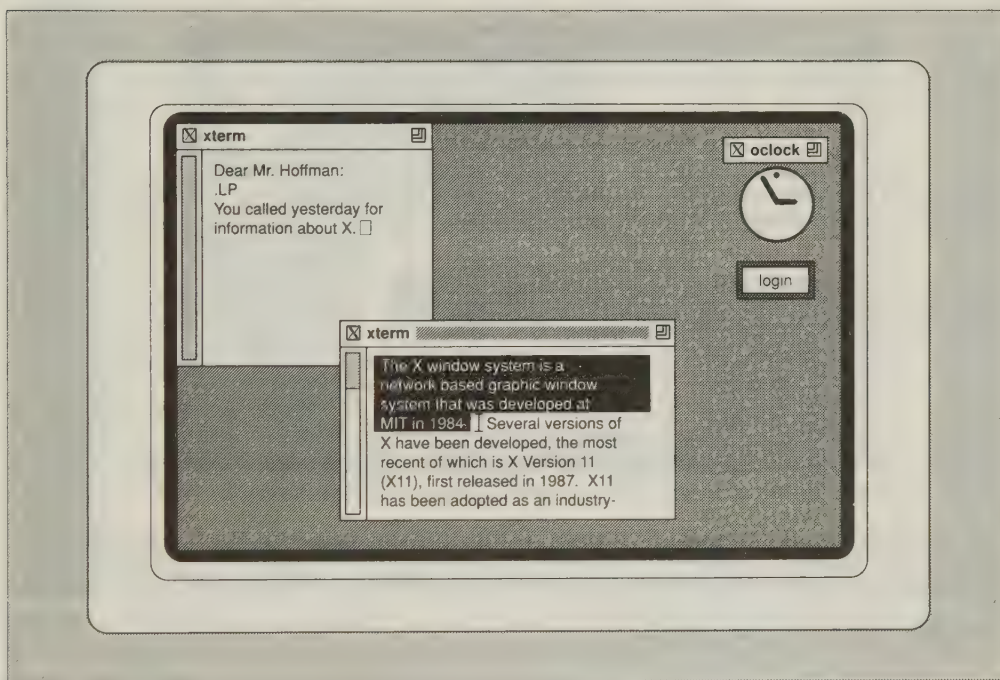 xterm
Dear Mr. Hoffman:
.LP
You called yesterday for
information about X.
oclock
login
xterm
The X window system is a
network based graphic window
system that was developed at
MIT in 1984. Several versions of
X have been developed, the most
recent of which is X Version 11
(X11), first released in 1987. X11
has been adopted as an industry-